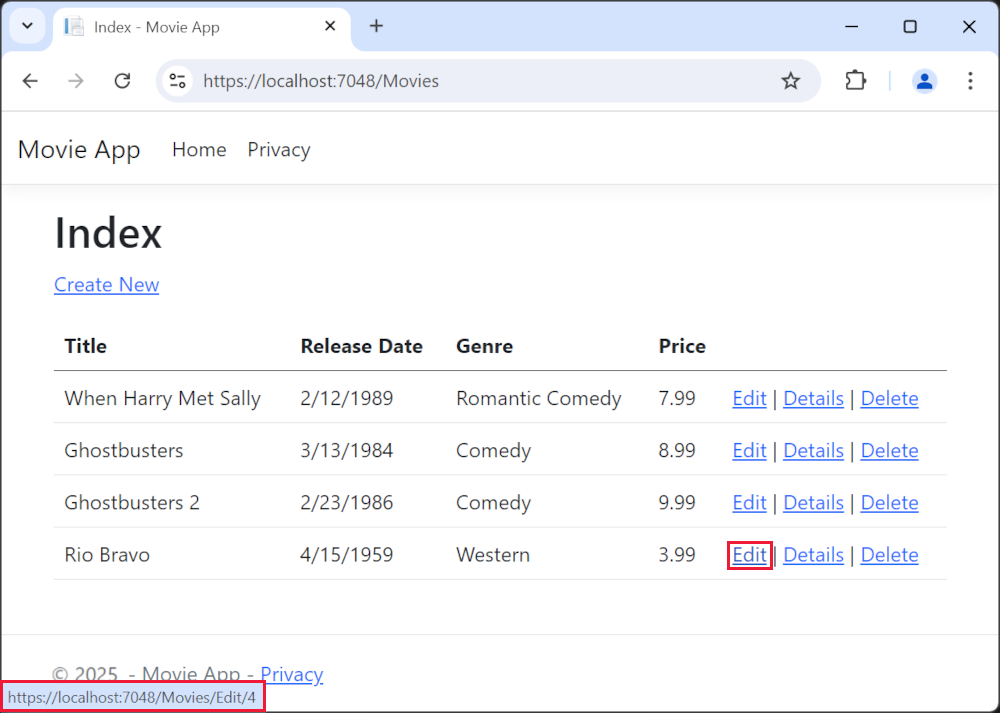 Index - Movie App
https://localhost:7048/Movies
Movie App Home Privacy
Index
Create New
Title Release Date Genre Price
When Harry Met Sally 2/12/1989 Romantic Comedy 7.99 Edit | Details | Delete
Ghostbusters 3/13/1984 Comedy 8.99 Edit | Details | Delete
Ghostbusters 2 2/23/1986 Comedy 9.99 Edit | Details | Delete
Rio Bravo 4/15/1959 Western 3.99 Edit | Details | Delete
© 2025 - Movie App - Privacy
https://localhost:7048/Movies/Edit/4